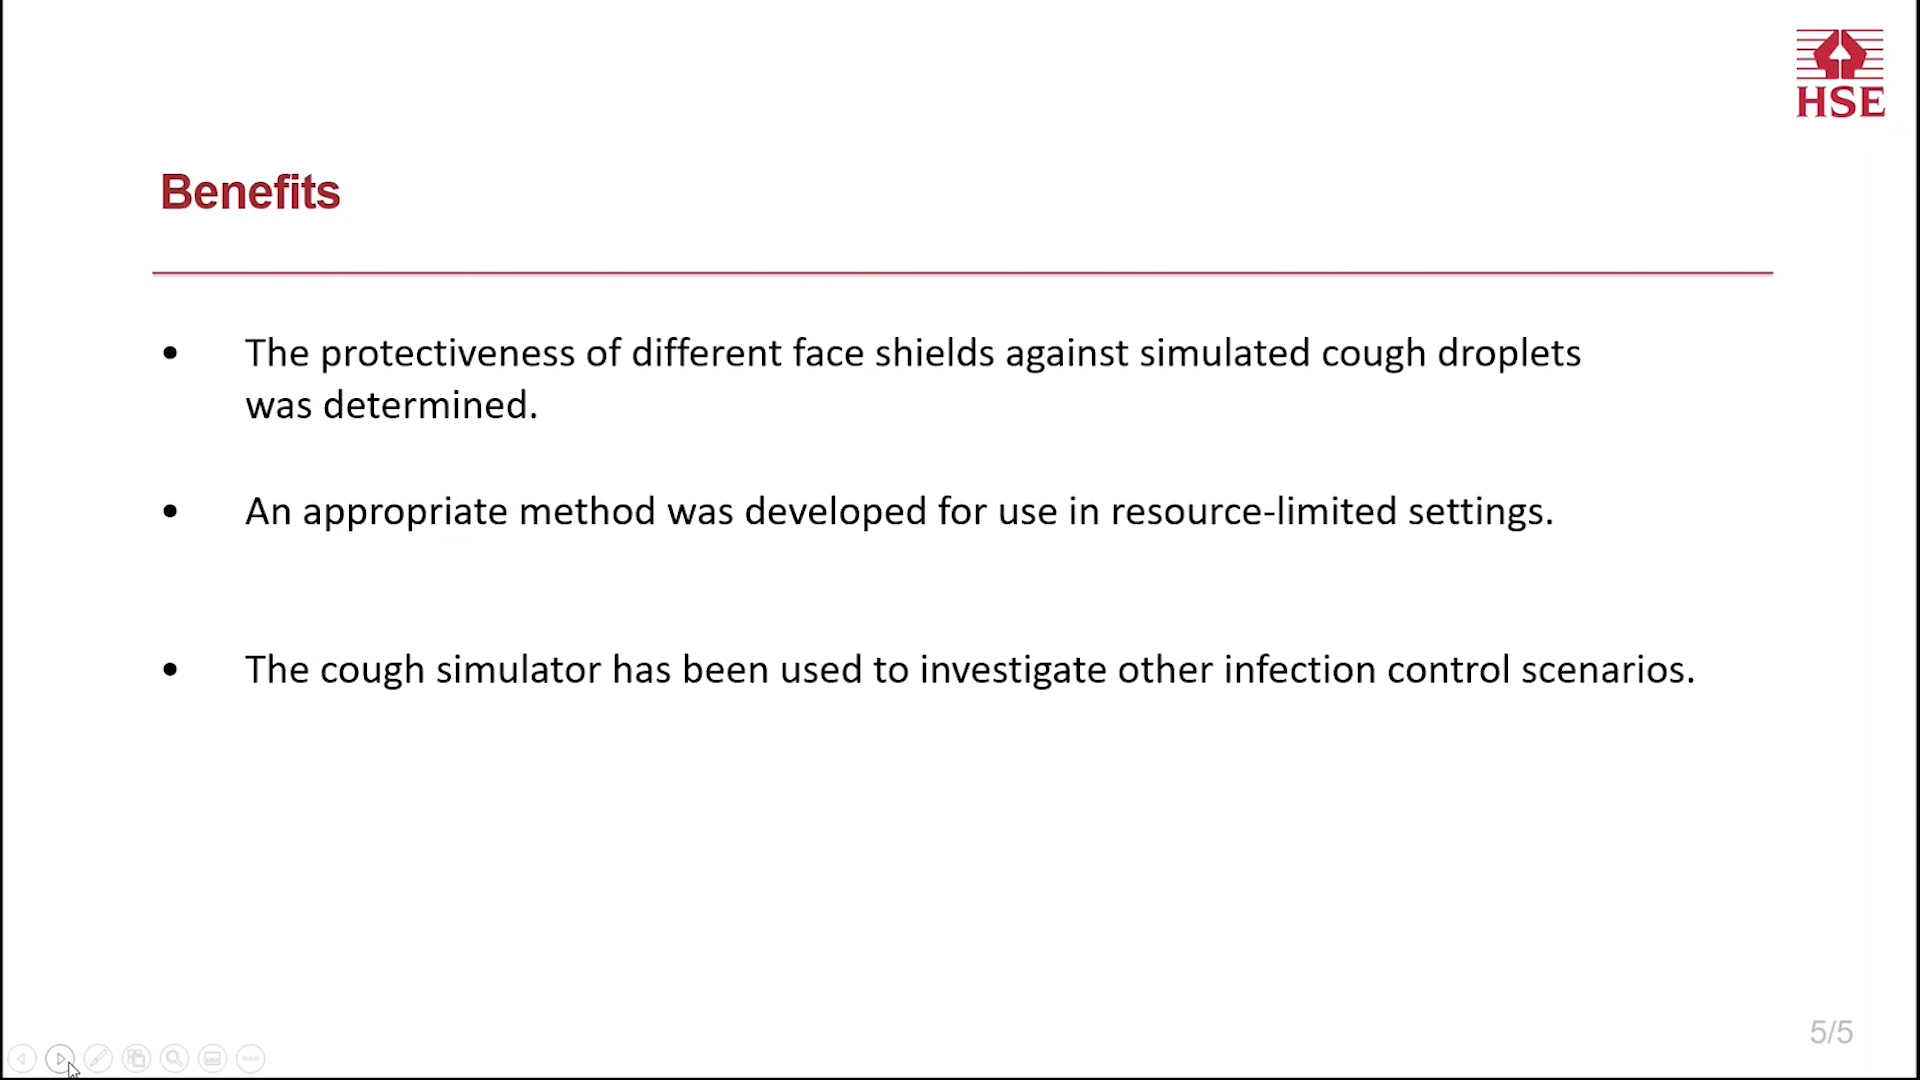 HSE
Benefits
• The protectiveness of different face shields against simulated cough droplets
was determined.
• An appropriate method was developed for use in resource-limited settings.
• The cough simulator has been used to investigate other infection control scenarios.
5/5